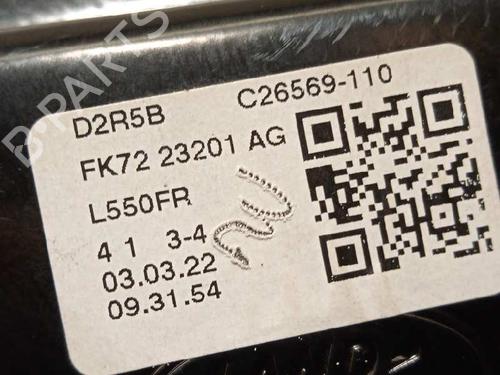 D2R5B C26569-110
FK72 23201 AG
L550FR
4 1 3-4
03.03.22
09.31.54
B-PARTS